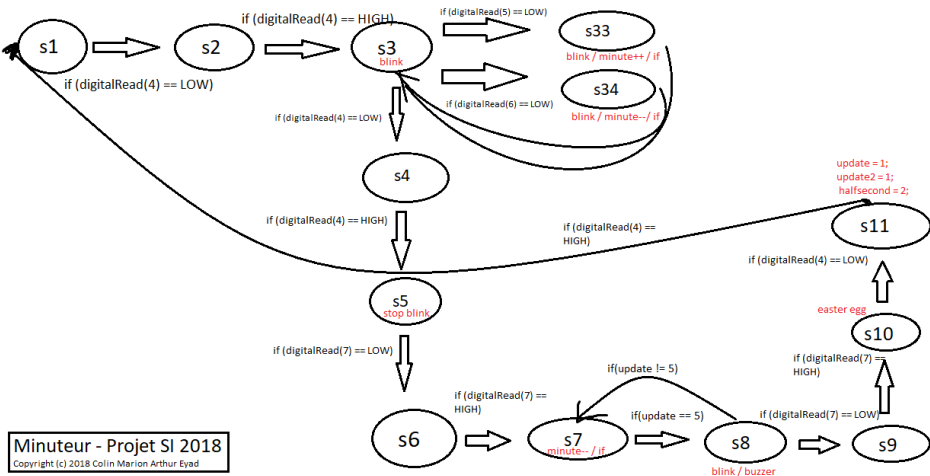 if (digitalRead(4) == HIGH)
if (digitalRead(5) == LOW)
s1
s2
s3
blink
s33
blink / minute++ / if
if (digitalRead(4) == LOW)
s34
if (digitalRead(6) == LOW)
blink / minute-- / if
if (digitalRead(4) == LOW)
s4
update = 1;
update2 = 1;
halfsecond = 2;
if (digitalRead(4) == HIGH)
if (digitalRead(4) ==
HIGH)
s11
if (digitalRead(4) == LOW)
s5
stop blink
easter egg
s10
if (digitalRead(7) == LOW)
if (digitalRead(7) ==
HIGH)
if(update != 5)
if (digitalRead(7) ==
HIGH)
if(update == 5)
if (digitalRead(7) == LOW)
s6
s7
minute-- / if
s8
s9
blink / buzzer
Minuteur - Projet SI 2018
Copyright (c) 2018 Colin Marion Arthur Eyad